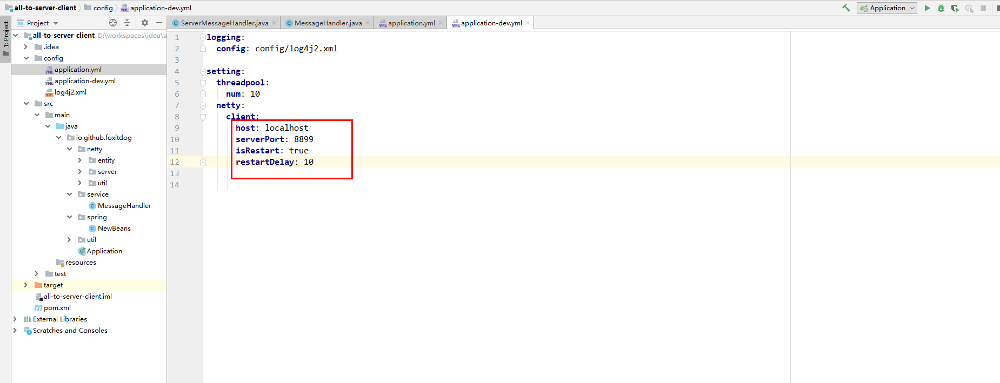 all-to-server-client config application-dev.yml
Application
1: Project
Project
ServerMessageHandler.java MessageHandler.java application.yml application-dev.yml
all-to-server-client D:\workspaces\idea\a
.idea
config
application.yml
application-dev.yml
log4j2.xml
src
main
java
io.github.foxitdog
netty
entity
server
util
service
MessageHandler
spring
NewBeans
util
Application
resources
test
target
all-to-server-client.iml
pom.xml
External Libraries
Scratches and Consoles
1 logging:
2 config: config/log4j2.xml
3
4 setting:
5 threadpool:
6 num: 10
7 netty:
8 client:
9 host: localhost
10 serverPort: 8899
11 isRestart: true
12 restartDelay: 10
13
14